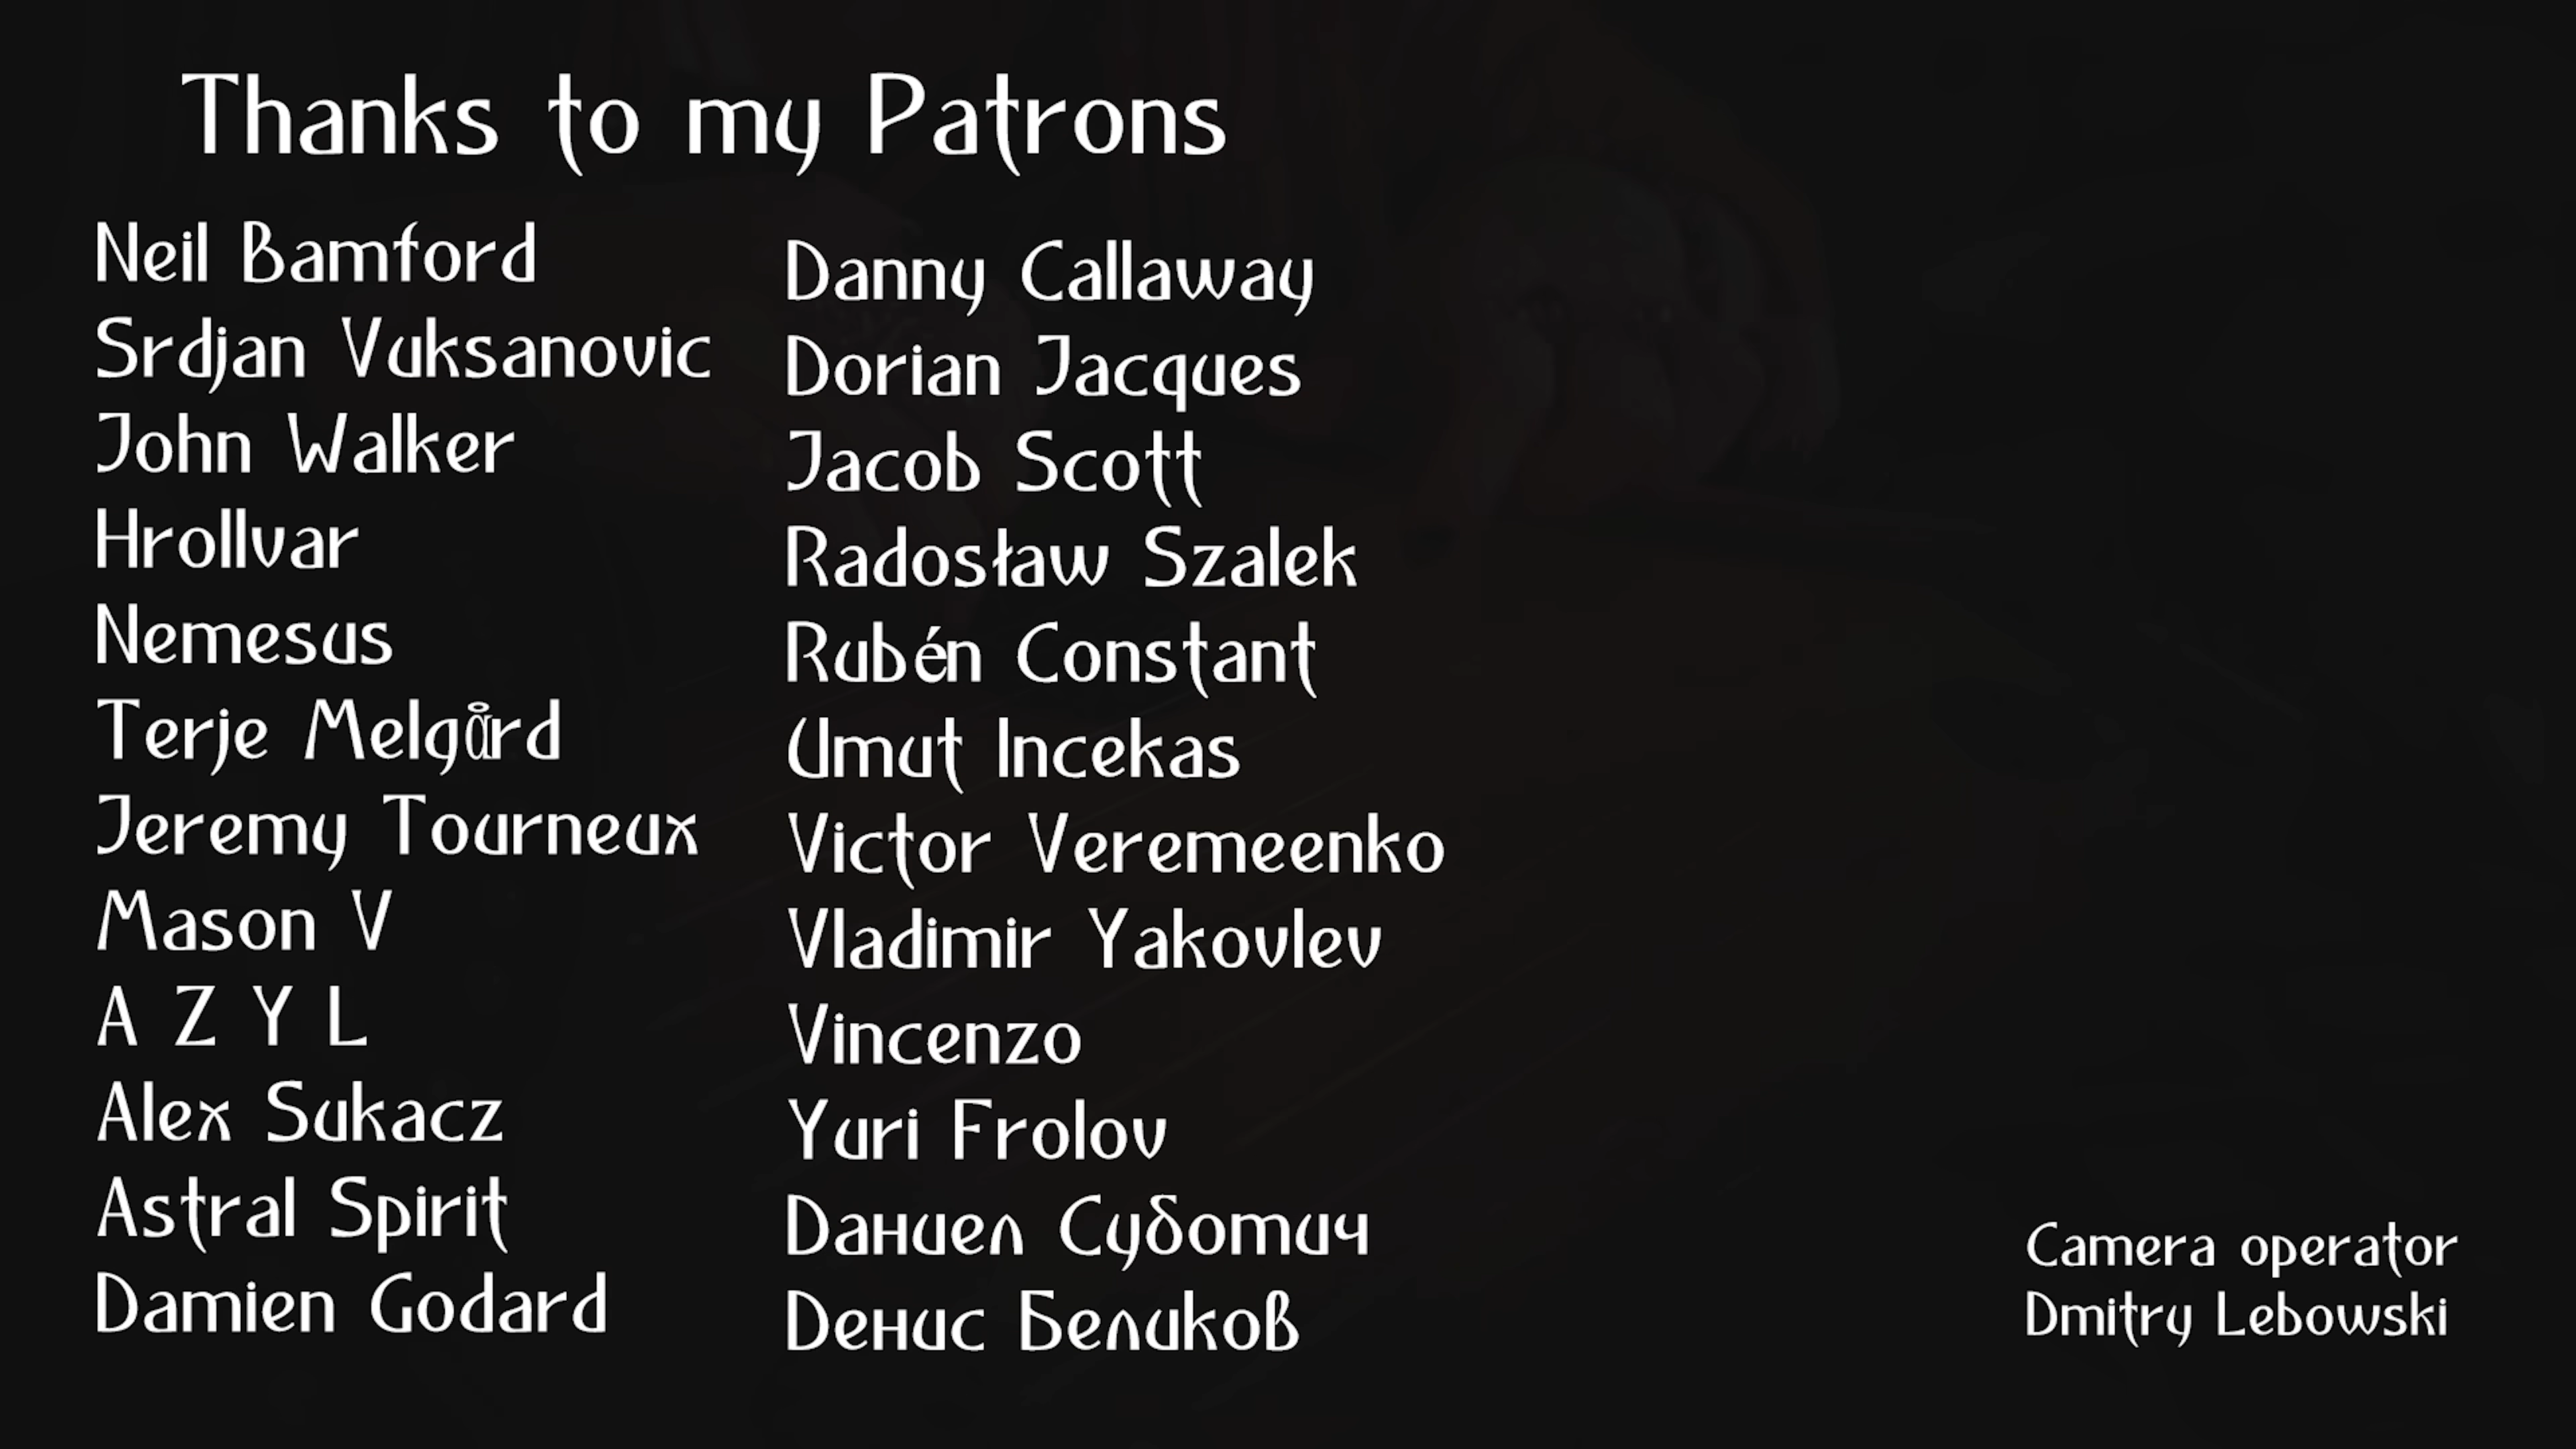 Thanks to my Patrons
Neil Bamford
Srdjan Vuksanovic
John Walker
Hrollvar
Nemesus
Terje Melgård
Jeremy Tourneux
Mason V
A Z Y L
Alex Sukacz
Astral Spirit
Damien Godard
Danny Callaway
Dorian Jacques
Jacob Scott
Radosław Szalek
Rubén Constant
Umut Incekas
Victor Veremeenko
Vladimir Yakovlev
Vincenzo
Yuri Frolov
Даниел Суботич
Денис Беликов
Camera operator
Dmitry Lebowski